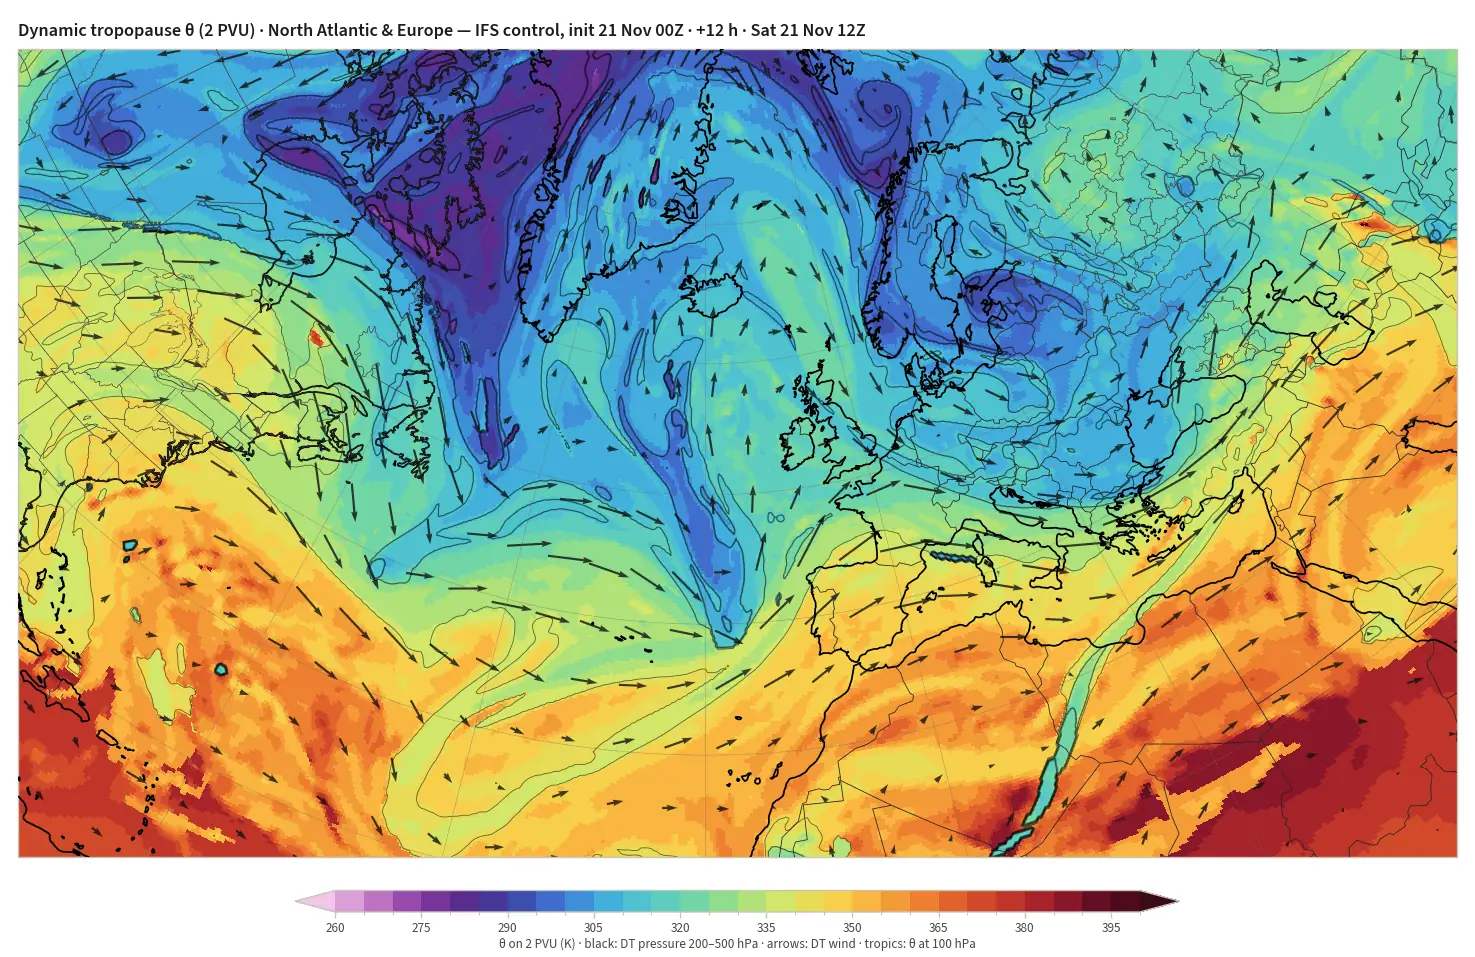 Dynamic tropopause θ (2 PVU) · North Atlantic & Europe — IFS control, init 21 Nov 00Z · +12 h · Sat 21 Nov 12Z
260 275 290 305 320 335 350 365 380 395
θ on 2 PVU (K) · black: DT pressure 200–500 hPa · arrows: DT wind · tropics: θ at 100 hPa